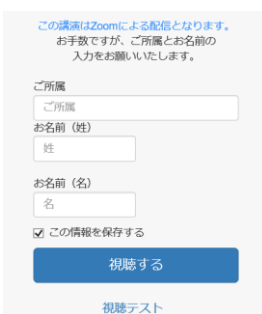 この講演はZoomによる配信となります。
お手数ですが、ご所属とお名前の
入力をお願いいたします。
ご所属
ご所属
お名前（姓）
姓
お名前（名）
名
この情報を保存する
視聴する
視聴テスト